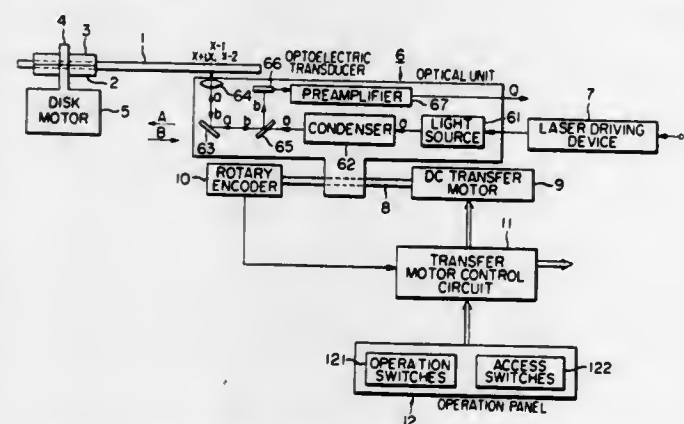 4 3 1 X-1
X+α X-2
66
OPTOELECTRIC
TRANSDUCER
6
OPTICAL UNIT
2
64
PREAMPLIFIER
67
Q
DISK
MOTOR
5
A
B
a
b
b
a b
63
65
a
CONDENSER
62
a
LIGHT
SOURCE
61
7
LASER DRIVING
DEVICE
10
ROTARY
ENCODER
8
DC TRANSFER
MOTOR
9
11
TRANSFER
MOTOR CONTROL
CIRCUIT
121
OPERATION
SWITCHES
ACCESS
SWITCHES
122
12
OPERATION PANEL